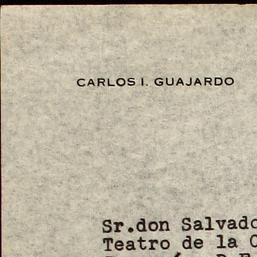 CARLOS I. GUAJARDO
Sr.don Salvado
Teatro de la